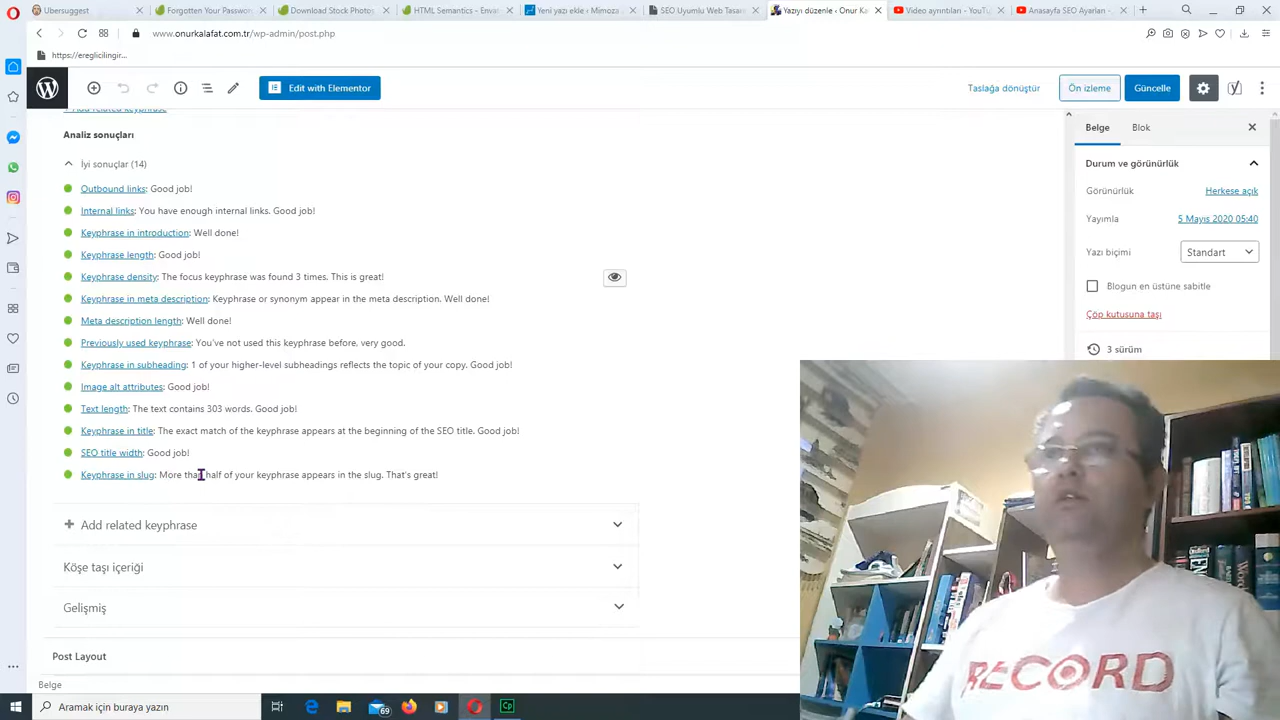 Ubersuggest
Forgotten Your Passwor
Download Stock Photos
HTML Semantics - Envat
Yeni yazı ekle ‹ Mimoza
SEO Uyumlu Web Tasar
Yazıyı düzenle ‹ Onur Ka
Video ayrıntıları - YouTu
Anasayfa SEO Ayarları -
www.onurkalafat.com.tr/wp-admin/post.php
https://ereglicilingir...
Edit with Elementor
Taslağa dönüştür
Ön izleme
Güncelle
+ Add related keyphrase
Analiz sonuçları
İyi sonuçlar (14)
Outbound links: Good job!
Internal links: You have enough internal links. Good job!
Keyphrase in introduction: Well done!
Keyphrase length: Good job!
Keyphrase density: The focus keyphrase was found 3 times. This is great!
Keyphrase in meta description: Keyphrase or synonym appear in the meta description. Well done!
Meta description length: Well done!
Previously used keyphrase: You've not used this keyphrase before, very good.
Keyphrase in subheading: 1 of your higher-level subheadings reflects the topic of your copy. Good job!
Image alt attributes: Good job!
Text length: The text contains 303 words. Good job!
Keyphrase in title: The exact match of the keyphrase appears at the beginning of the SEO title. Good job!
SEO title width: Good job!
Keyphrase in slug: More than half of your keyphrase appears in the slug. That's great!
Add related keyphrase
Köşe taşı içeriği
Gelişmiş
Post Layout
Belge
Belge
Blok
Durum ve görünürlük
Görünürlük
Herkese açık
Yayımla
5 Mayıs 2020 05:40
Yazı biçimi
Standart
Blogun en üstüne sabitle
Çöp kutusuna taşı
3 sürüm
RECORD
Aramak için buraya yazın
69
Cp